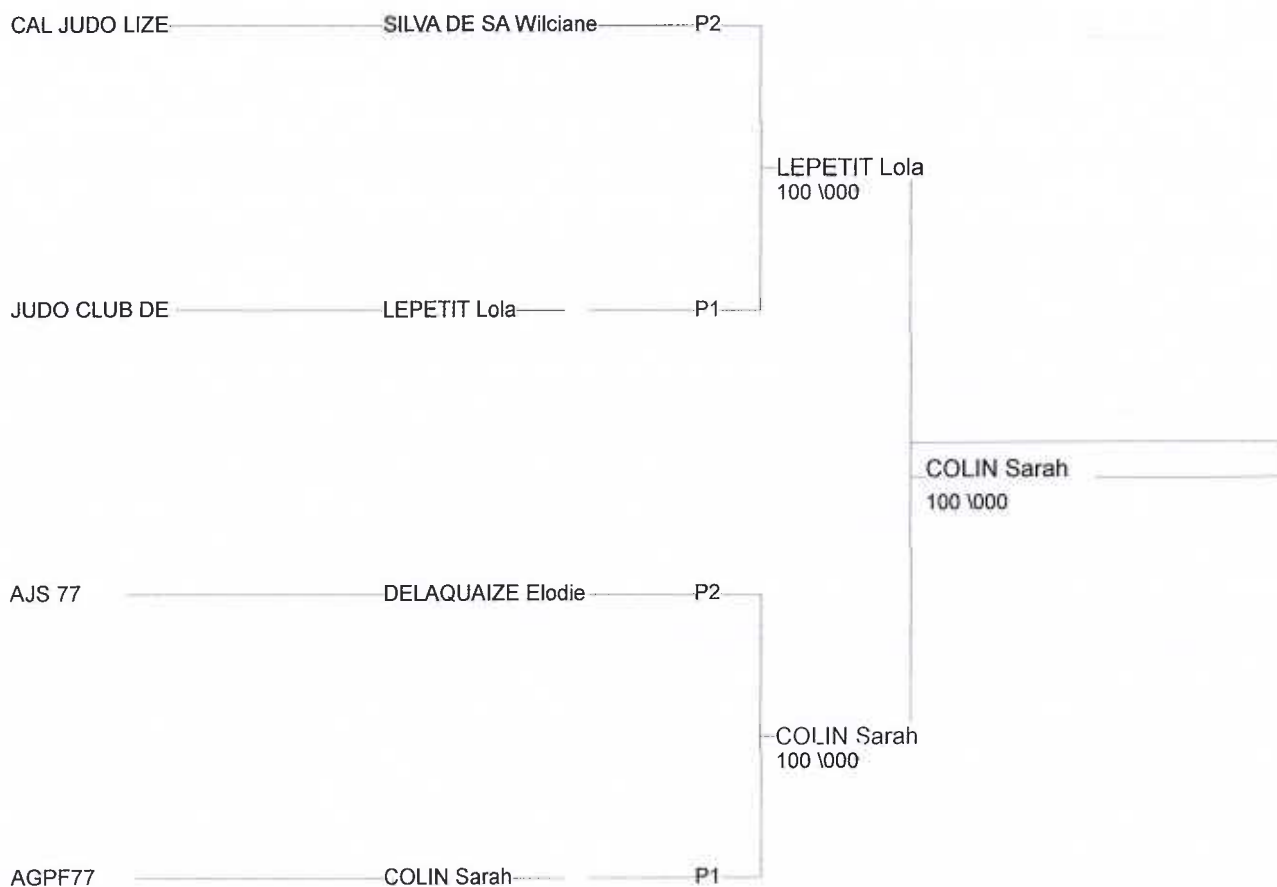 CAL JUDO LIZE SILVA DE SA Wilciane P2
LEPETIT Lola
100 \000
JUDO CLUB DE LEPETIT Lola P1
COLIN Sarah
100 \000
AJS 77 DELAQUAIZE Elodie P2
COLIN Sarah
100 \000
AGPF77 COLIN Sarah P1